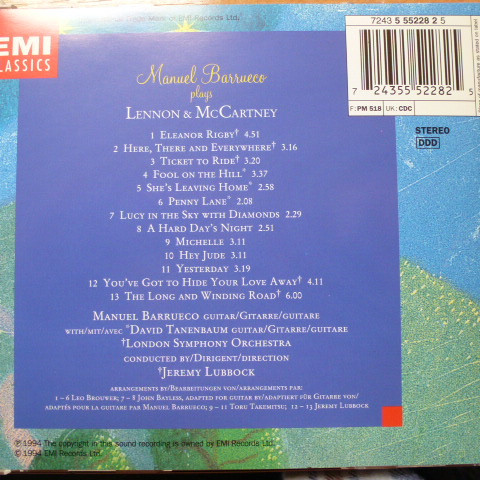 Logo Made of EMI Records Ltd.
7243 5 55228 2 5
EMI
CLASSICS
7 24355 52282 5
F: PM 518 UK: CDC
STEREO
DDD
Manuel Barrueco
plays
LENNON & MCCARTNEY
1 ELEANOR RIGBY† 4.51
2 HERE, THERE AND EVERYWHERE† 3.16
3 TICKET TO RIDE† 3.20
4 FOOL ON THE HILL* 3.37
5 SHE'S LEAVING HOME* 2.58
6 PENNY LANE* 2.08
7 LUCY IN THE SKY WITH DIAMONDS 2.29
8 A HARD DAY'S NIGHT 2.51
9 MICHELLE 3.11
10 HEY JUDE 3.11
11 YESTERDAY 3.19
12 YOU'VE GOT TO HIDE YOUR LOVE AWAY† 4.11
13 THE LONG AND WINDING ROAD† 6.00
MANUEL BARRUECO GUITAR/GITARRE/GUITARE
WITH/MIT/AVEC *DAVID TANENBAUM GUITAR/GITARRE/GUITARE
†LONDON SYMPHONY ORCHESTRA
CONDUCTED BY/DIRIGENT/DIRECTION
†JEREMY LUBBOCK
ARRANGEMENTS BY/BEARBEITUNGEN VON/ARRANGEMENTS PAR:
1 – 6 LEO BROUWER; 7 – 8 JOHN BAYLESS, ADAPTED FOR GUITAR BY/ADAPTIERT FÜR GITARRE VON/
ADAPTÉS POUR LA GUITARE PAR MANUEL BARRUECO; 9 – 11 TORU TAKEMITSU; 12 – 13 JEREMY LUBBOCK
℗ 1994 The copyright in this sound recording is owned by EMI Records Ltd.
© 1994 EMI Records Ltd.